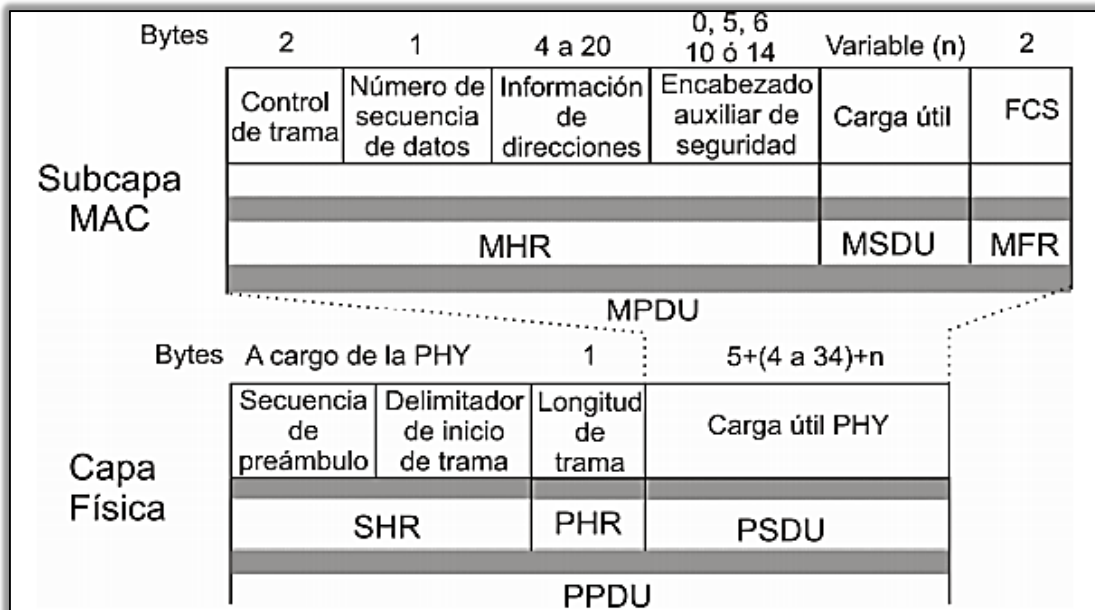 Bytes 2 1 4 a 20 0, 5, 6 Variable (n) 2
10 ó 14
Control de trama
Número de secuencia de datos
Información de direcciones
Encabezado auxiliar de seguridad
Carga útil
FCS
Subcapa
MAC
MHR MSDU MFR
MPDU
Bytes A cargo de la PHY 1 5+(4 a 34)+n
Secuencia de preámbulo
Delimitador de inicio de trama
Longitud de trama
Carga útil PHY
Capa
Física
SHR PHR PSDU
PPDU